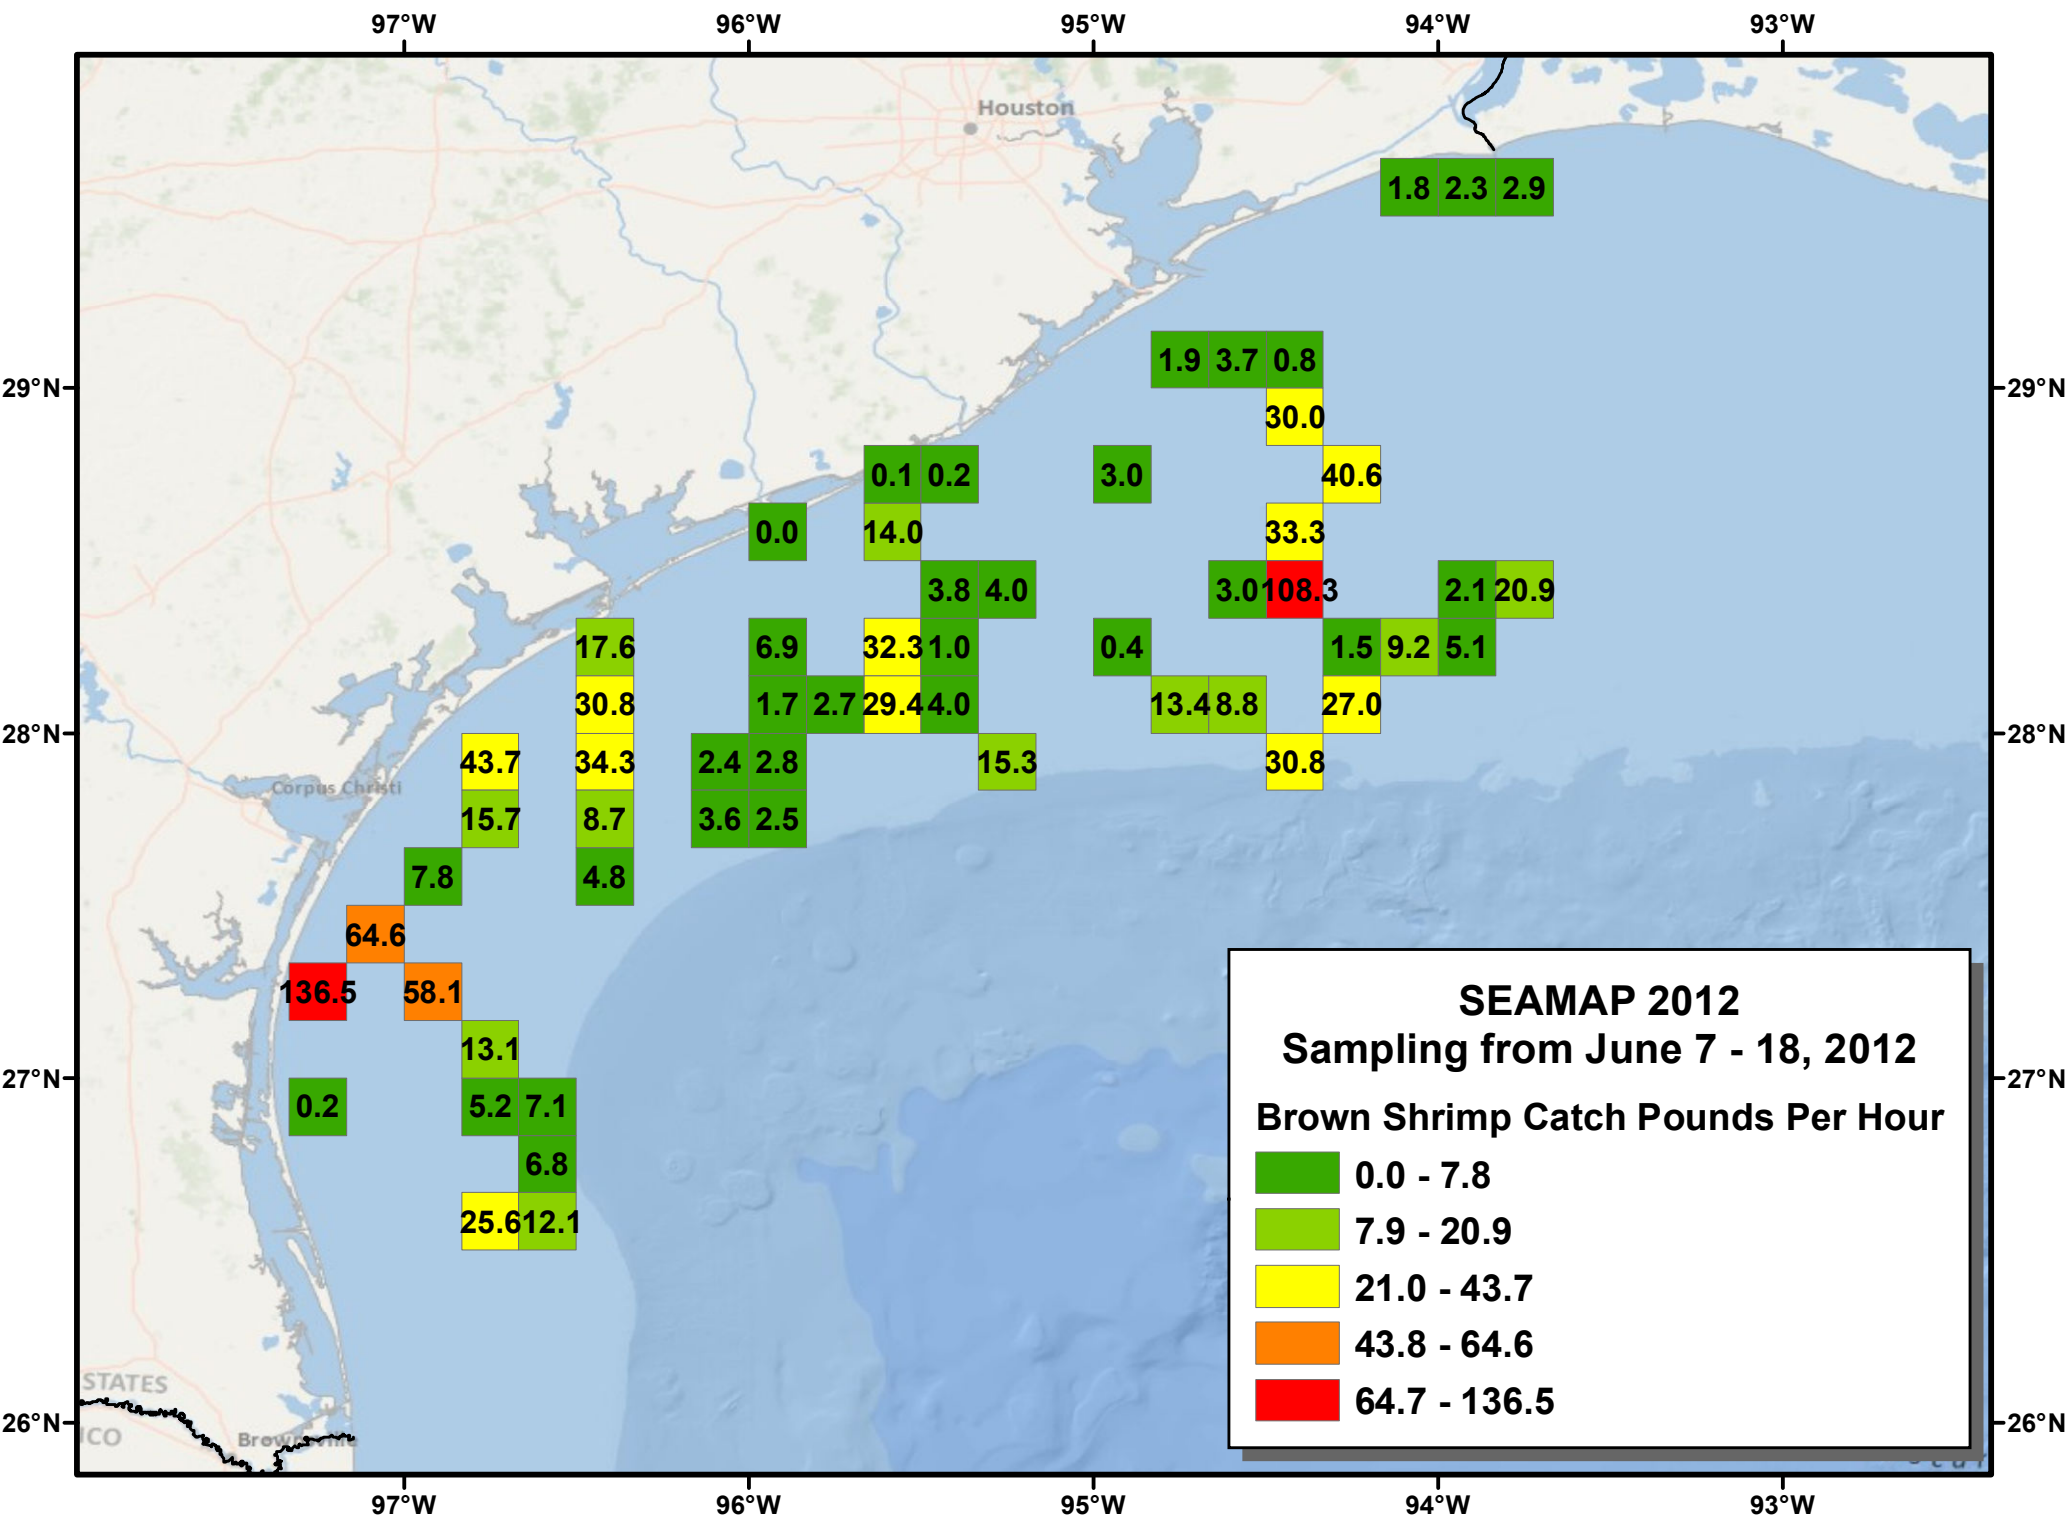 97°W 96°W 95°W 94°W 93°W
Houston
1.8 2.3 2.9
1.9 3.7 0.8
29°N 29°N
30.0
0.1 0.2 3.0 40.6
0.0 14.0 33.3
3.8 4.0 3.0 108.3 2.1 20.9
17.6 6.9 32.3 1.0 0.4 1.5 9.2 5.1
30.8 1.7 2.7 29.4 4.0 13.4 8.8 27.0
28°N 28°N
43.7 34.3 2.4 2.8 15.3 30.8
Corpus Christi
15.7 8.7 3.6 2.5
7.8 4.8
64.6
136.5 58.1
13.1
27°N 27°N
0.2 5.2 7.1
6.8
25.6 12.1
SEAMAP 2012
Sampling from June 7 - 18, 2012
Brown Shrimp Catch Pounds Per Hour
0.0 - 7.8
7.9 - 20.9
21.0 - 43.7
43.8 - 64.6
64.7 - 136.5
STATES
26°N 26°N
ICO
Brownsville
97°W 96°W 95°W 94°W 93°W